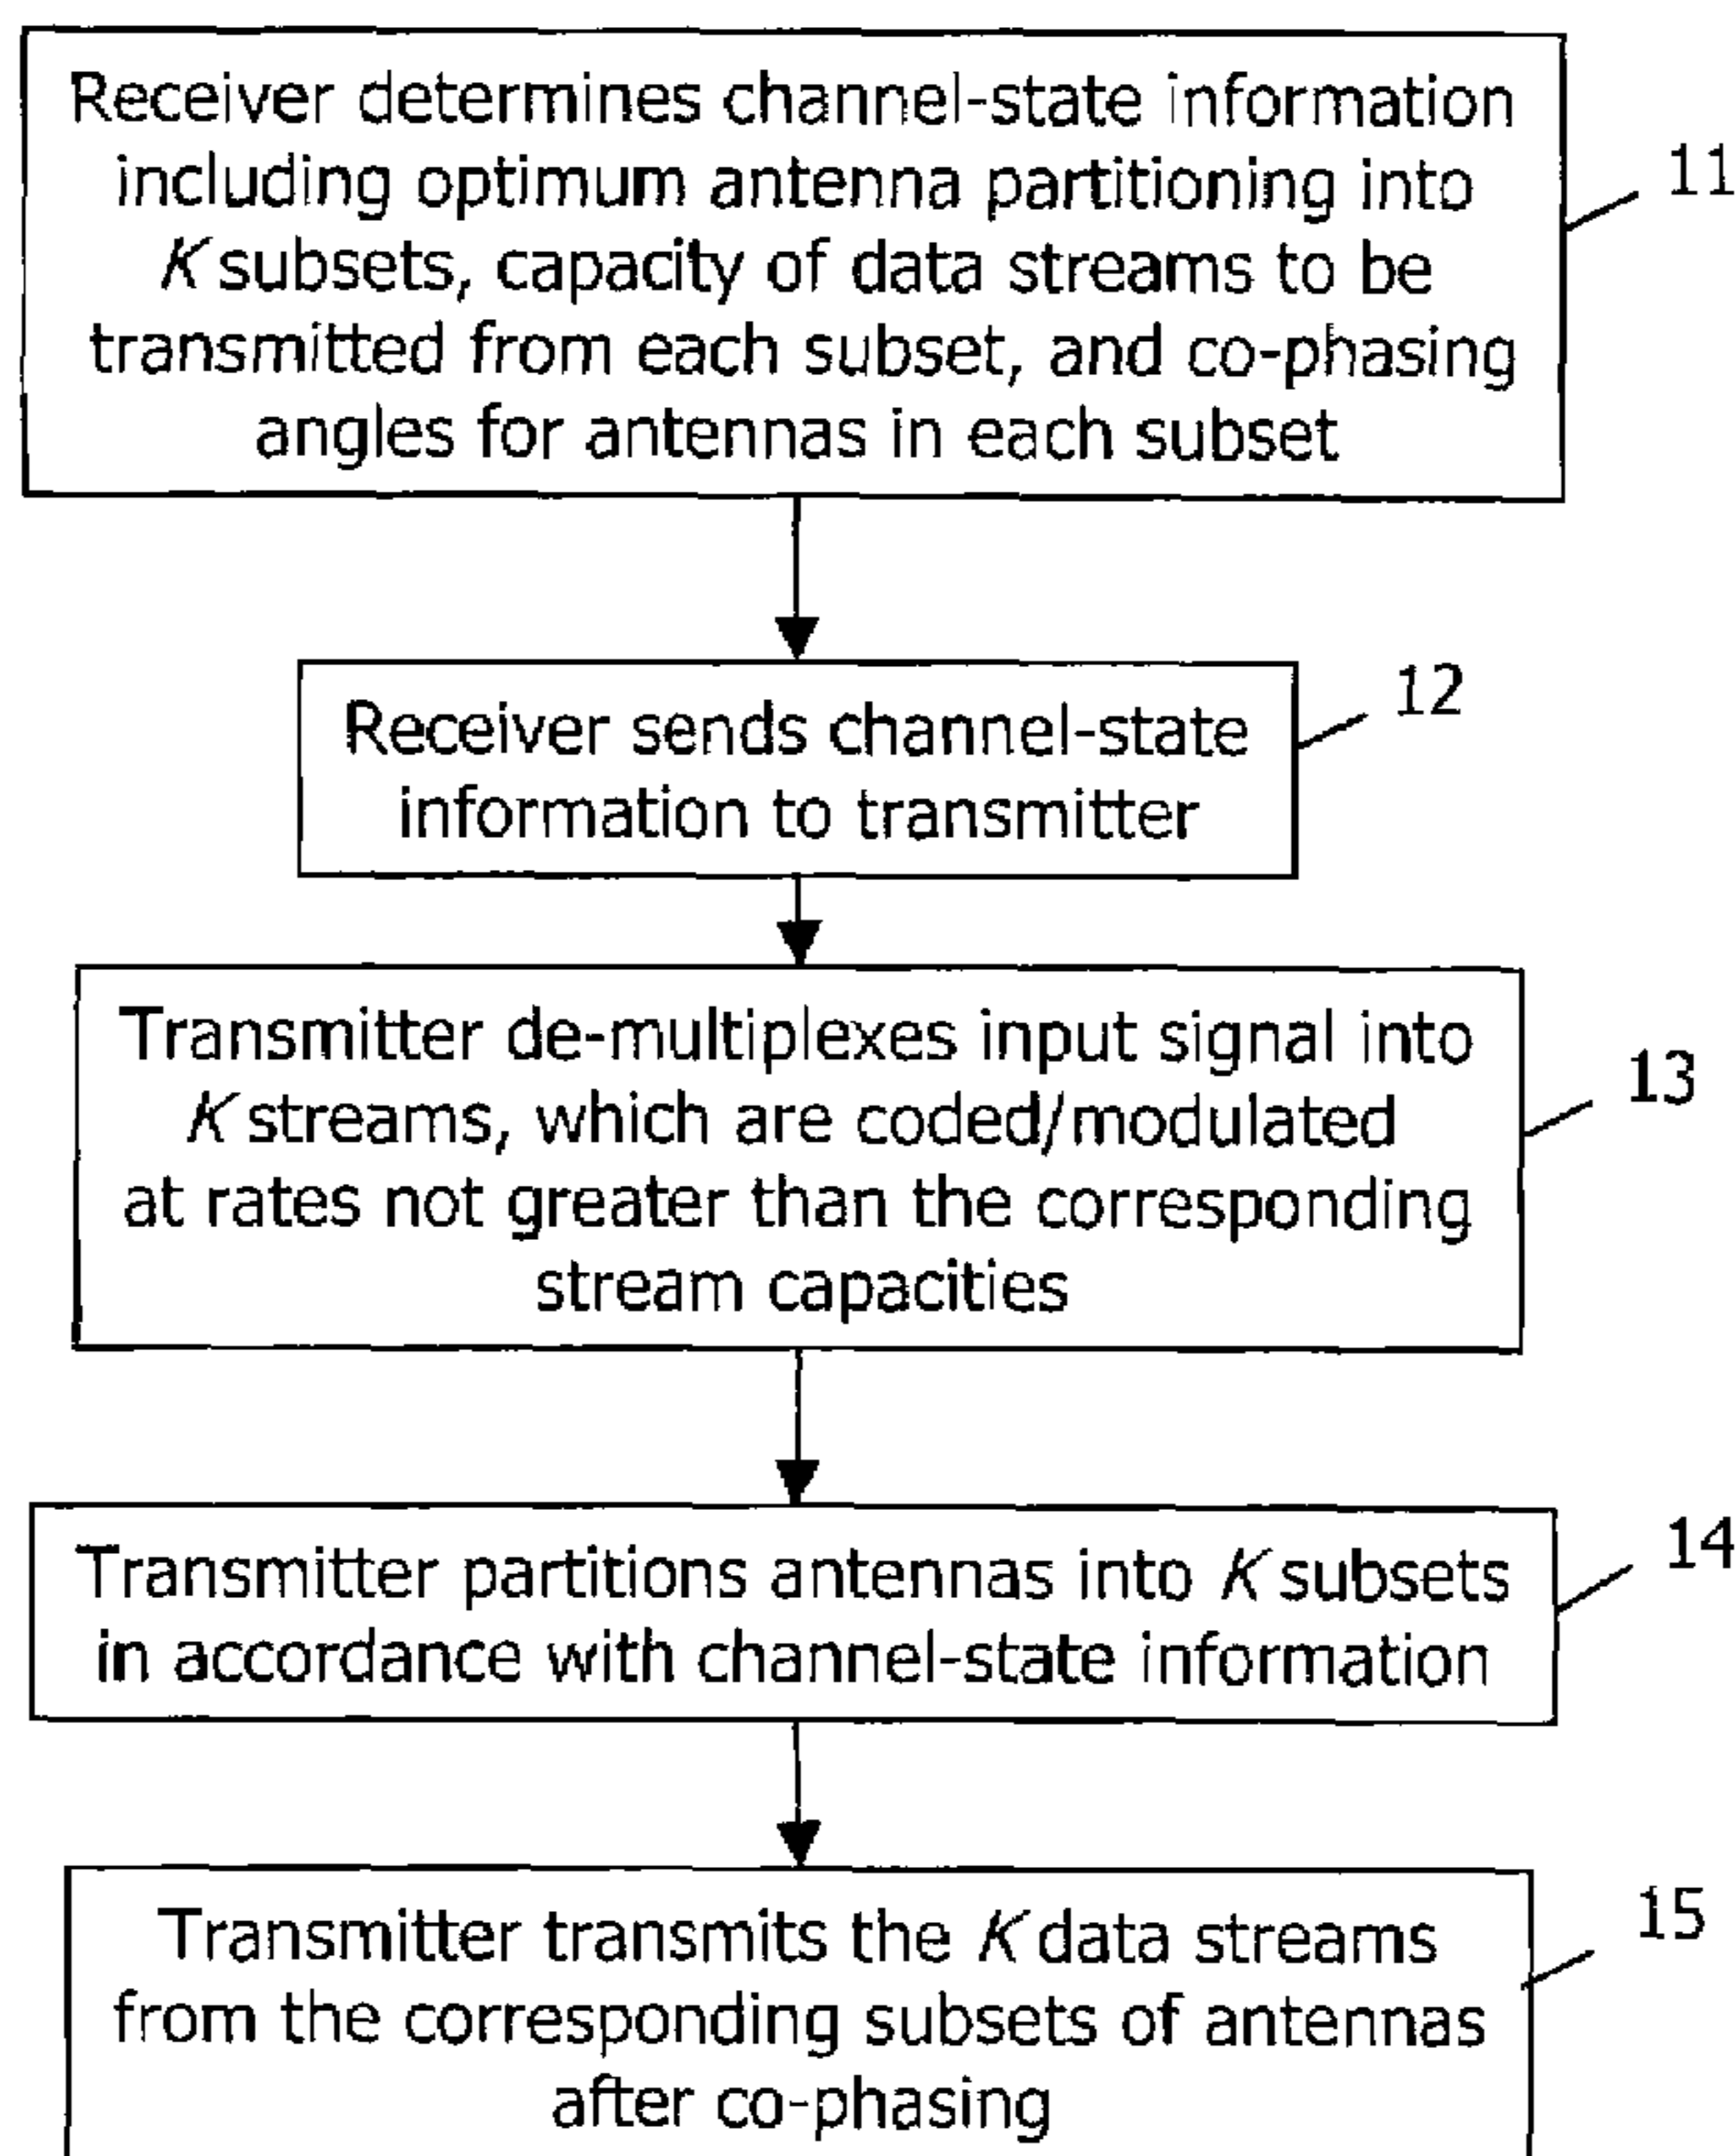 Receiver determines channel-state information
including optimum antenna partitioning into
K subsets, capacity of data streams to be
transmitted from each subset, and co-phasing
angles for antennas in each subset
11
Receiver sends channel-state
information to transmitter
12
Transmitter de-multiplexes input signal into
K streams, which are coded/modulated
at rates not greater than the corresponding
stream capacities
13
Transmitter partitions antennas into K subsets
in accordance with channel-state information
14
Transmitter transmits the K data streams
from the corresponding subsets of antennas
after co-phasing
15